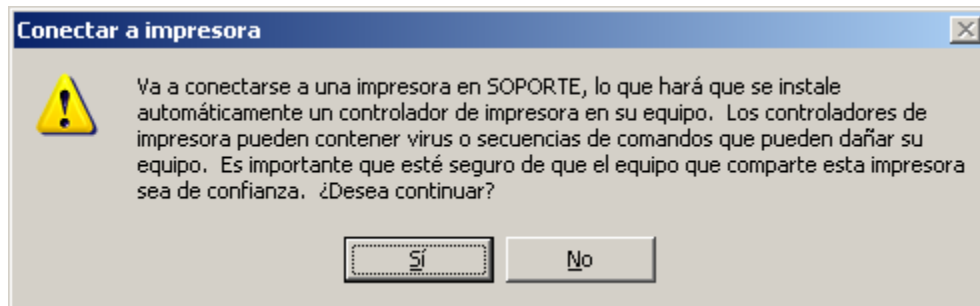 Conectar a impresora
Va a conectarse a una impresora en SOPORTE, lo que hará que se instale
automáticamente un controlador de impresora en su equipo.  Los controladores de
impresora pueden contener virus o secuencias de comandos que pueden dañar su
equipo.  Es importante que esté seguro de que el equipo que comparte esta impresora
sea de confianza.  ¿Desea continuar?
Sí
No